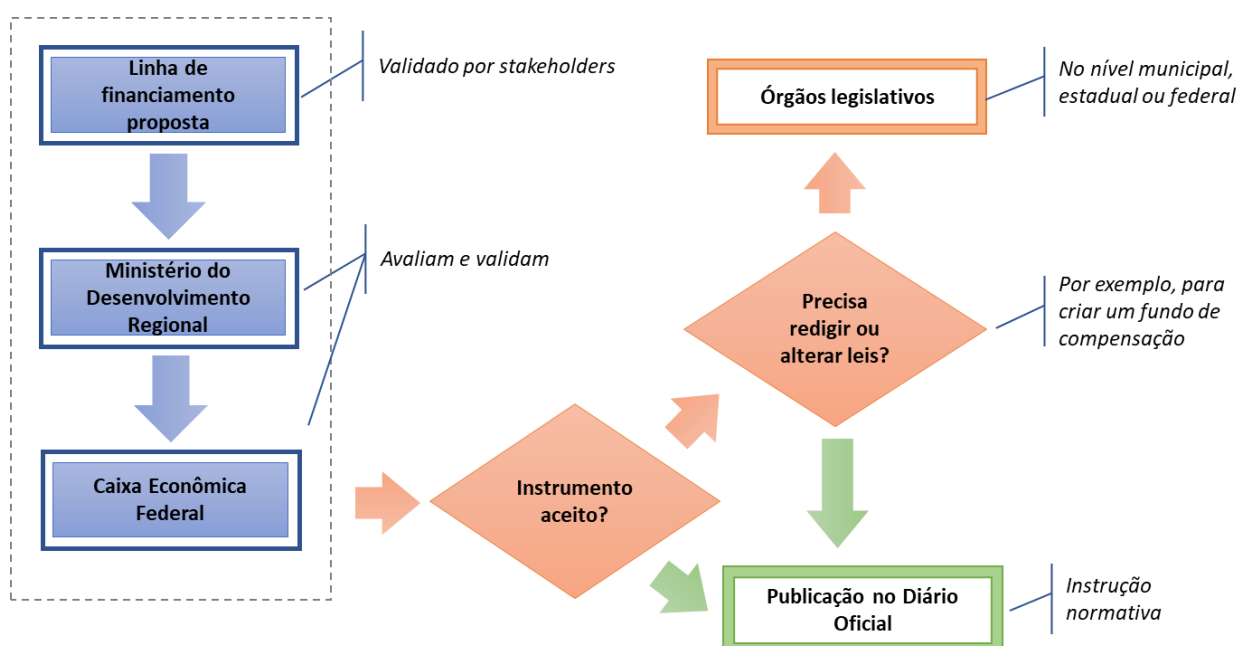 Linha de
financiamento
proposta
Validado por stakeholders
Ministério do
Desenvolvimento
Regional
Avaliam e validam
Caixa Econômica
Federal
Instrumento
aceito?
Órgãos legislativos
No nível municipal,
estadual ou federal
Precisa
redigir ou
alterar leis?
Por exemplo, para
criar um fundo de
compensação
Publicação no Diário
Oficial
Instrução
normativa